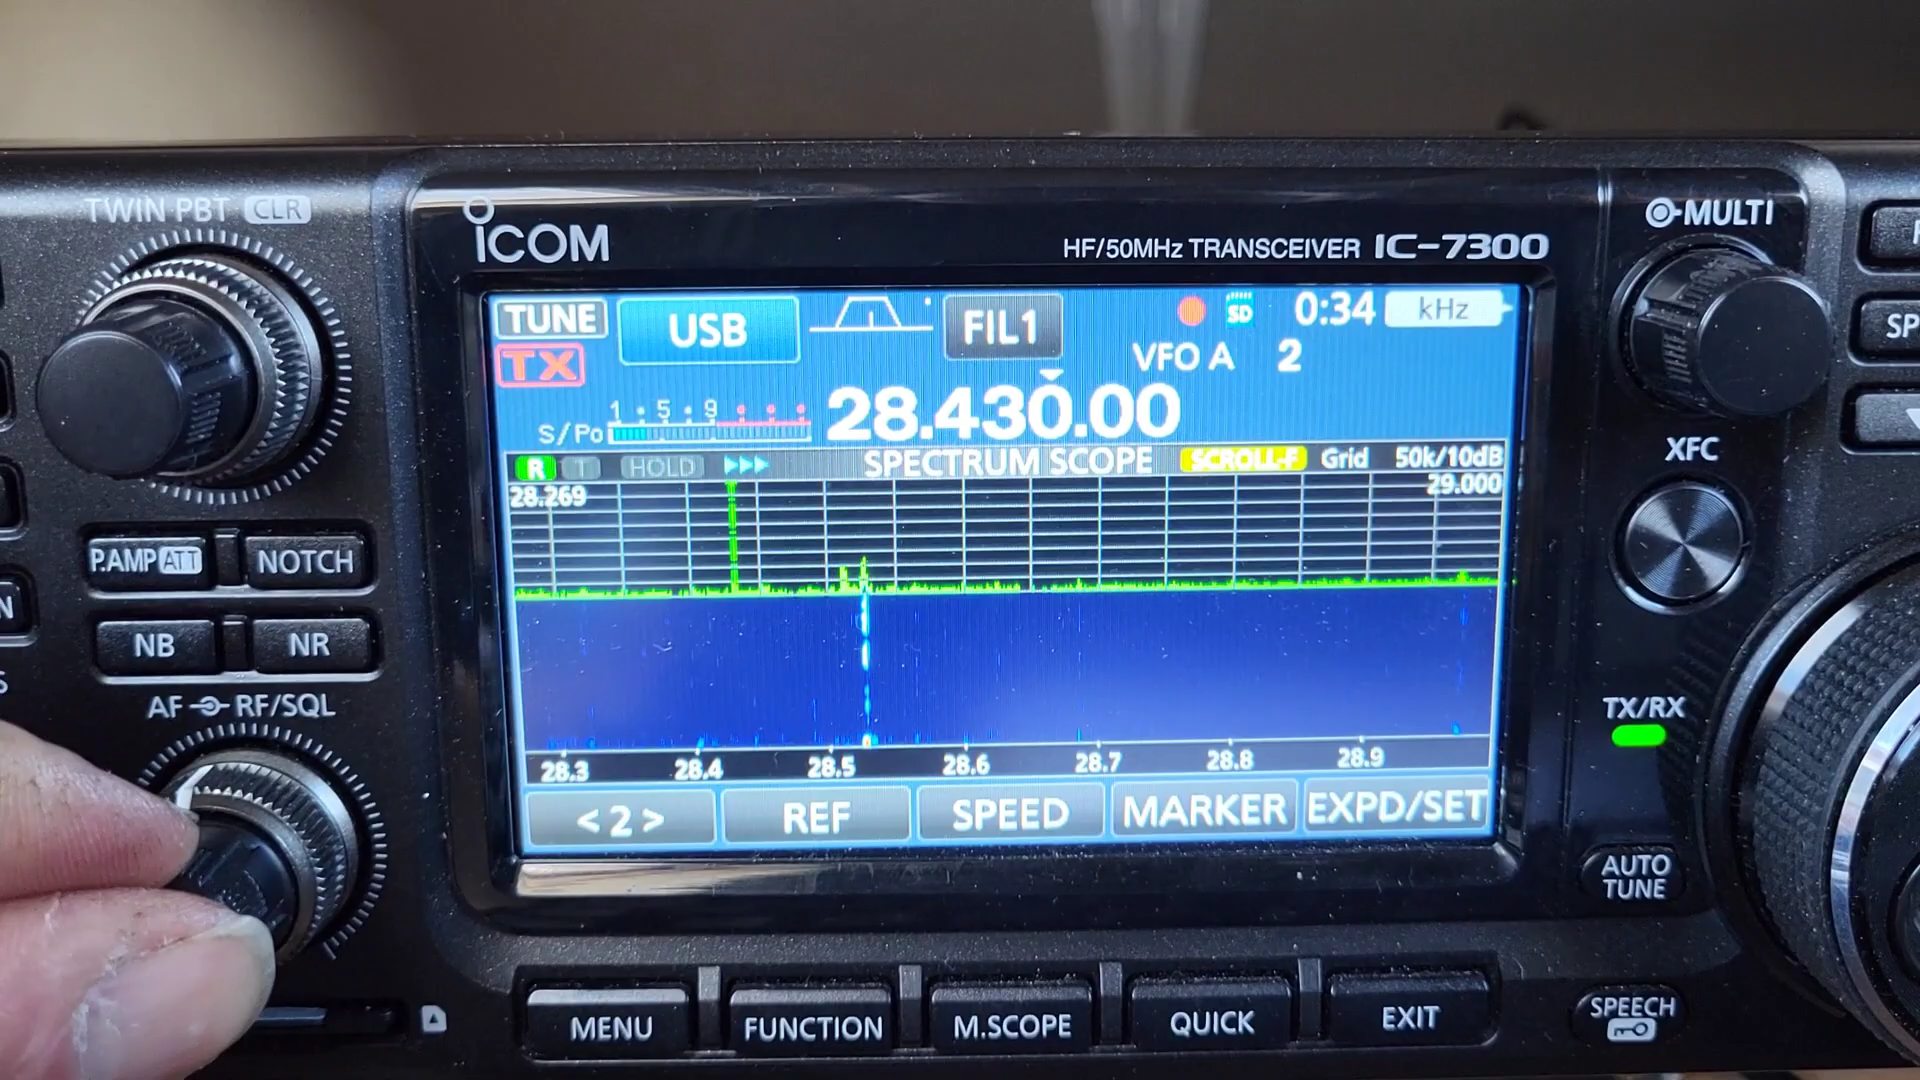 TWIN PBT CLR
ICOM
HF/50MHz TRANSCEIVER IC-7300
MULTI
TUNE
USB
FIL1
SD
0:34
kHz
TX
VFO A 2
1 · 5 · 9
S/Po
28.430.00
R T HOLD SPECTRUM SCOPE SCROLL-F Grid 50k/10dB
28.269
29.000
28.3 28.4 28.5 28.6 28.7 28.8 28.9
<2> REF SPEED MARKER EXPD/SET
P.AMP ATT
NOTCH
NB
NR
AF RF/SQL
XFC
SP
TX/RX
AUTO
TUNE
SPEECH
MENU FUNCTION M.SCOPE QUICK EXIT